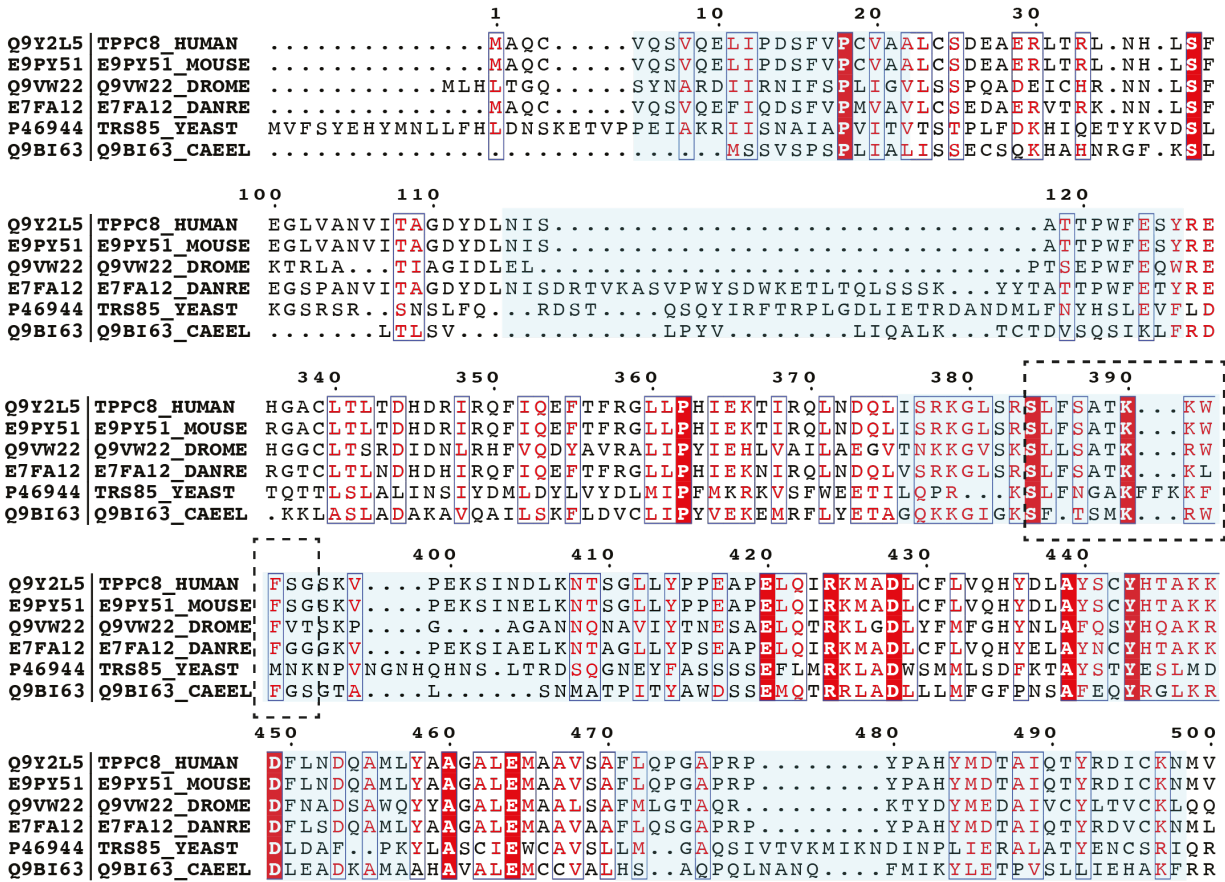 1 10 20 30
Q9Y2L5 TPPC8_HUMAN ..............MAQC.....VQSVQELIPDSFVPCVAALCSDEAERLTRL.NH.LSF
E9PY51 E9PY51_MOUSE ..............MAQC.....VQSVQELIPDSFVPCVAALCSDEAERLTRL.NH.LSF
Q9VW22 Q9VW22_DROME ...........MLHLTGQ.....SYNARDIIRNIFSPLIGVLSSPQADEICHR.NN.LSF
E7FA12 E7FA12_DANRE ..............MAQC.....VQSVQEFIQDSFVPMVAVLCSEDAERVTRK.NN.LSF
P46944 TRS85_YEAST MVFSYEHYMNLLFHLDNSKETVPPEIAKRIISNAIAPVITVTSTPLFDKHIQETYKVDSL
Q9BI63 Q9BI63_CAEEL .............................MSSVSPSPLIALISSECSQKHAHNRGF.KSL
100 110 120
Q9Y2L5 TPPC8_HUMAN EGLVANVITAGDYDLNIS...............................ATTPWFESYRE
E9PY51 E9PY51_MOUSE EGLVANVITAGDYDLNIS...............................ATTPWFESYRE
Q9VW22 Q9VW22_DROME KTRLA...TIAGIDLEL...............................PTSEPWFEQWRE
E7FA12 E7FA12_DANRE EGSPANVITAGDYDLNISDRTVKASVPWYSDWKETLTQLSSSK...YYTATTPWFETYRE
P46944 TRS85_YEAST KGSRSR..SNSLFQ..RDST....QSQYIRFTRPLGDLIETRDANDMLFNYHSLEVFLD
Q9BI63 Q9BI63_CAEEL .......LTLSV............LPYV........LIQALK...TCTDVSQSIKLFRD
340 350 360 370 380 390
Q9Y2L5 TPPC8_HUMAN HGACLTLTDHDRIRQFIQEFTFRGLLPHIEKTIRQLNDQLISRKGLSRSLFSATK...KW
E9PY51 E9PY51_MOUSE RGACLTLTDHDRIRQFIQEFTFRGLLPHIEKTIRQLNDQLISRKGLSRSLFSATK...KW
Q9VW22 Q9VW22_DROME HGGCLTSRDIDNLRHFVQDYAVRALIPYIEHLVAILAEGVTNKKGVSKSLLSATK...RW
E7FA12 E7FA12_DANRE RGTCLTLNDHDHIRQFIQEFTFRGLLPHIEKNIRQLNDQLVSRKGVSRSLFSATK...KL
P46944 TRS85_YEAST TQTTLSLALINSIYDMLDYLVYDLMIPFMKRKVSFWEETILQPR...KSLFNGAKFFKKF
Q9BI63 Q9BI63_CAEEL .KKLASLADAKAVQAILSKFLDVCLIPYVEKEMRFLYETAGQKKGIGKSF.TSMK...RW
400 410 420 430 440
Q9Y2L5 TPPC8_HUMAN FSGSKV....PEKSINDLKNTSGLLYPPEAPELQIRKMADLCFLVQHYDLAYSCYHTAKK
E9PY51 E9PY51_MOUSE FSGSKV....PEKSINELKNTSGLLYPPEAPELQIRKMADLCFLVQHYDLAYSCYHTAKK
Q9VW22 Q9VW22_DROME FVTSKP....G....AGANNQNAVIYTNESAELQTRKLGDLYFMFGHYNLAFQSYHQAKR
E7FA12 E7FA12_DANRE FGGGKV....PEKSIAELKNTAGLLYPPEAPELQIRKMADLCFLVQHYELAYSCYHTAKK
P46944 TRS85_YEAST MNKNPVNGNHQHNS.LTRDSQGNEYFASSSSEFLMRKLADWSMMLSDFKTAYSTYESLMD
Q9BI63 Q9BI63_CAEEL FGSGTA....L.....SNMATPITYAWDSSEMQTRRLADLLLMFGFPNSAFEQYRGLKR
450 460 470 480 490 500
Q9Y2L5 TPPC8_HUMAN DFLNDQAMLYAAGALEMAAVSAFLQPGAPRP.........YPAHYMDTAIQTYRDICKNMV
E9PY51 E9PY51_MOUSE DFLNDQAMLYAAGALEMAAVSAFLQPGAPRP.........YPAHYMDTAIQTYRDICKNMV
Q9VW22 Q9VW22_DROME DFNADSAWQYYAGALEMAALSAFMLGTAQR.........KTYDYMEDAIVCYLTVCKLQQ
E7FA12 E7FA12_DANRE DFLSDQAMLYAAGALEMAAVAAFLQSGAPRP.........YPAHYMDTAIQTYRDVCKNML
P46944 TRS85_YEAST DLDAF..PKYLASCIEWCAVSLLM..GAQSIVTVKMIKNDINPLIERALATYENCSRIQR
Q9BI63 Q9BI63_CAEEL DLEADKAMAAHAVALEMCCVALHS..AQPQLNANQ....FMIKYLETPVSLLIEHAKFRR